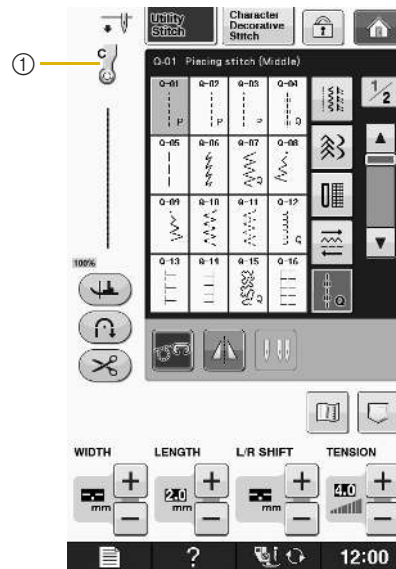 Utility Stitch
Character Decorative Stitch
C
①
Q-01 Piecing stitch (Middle)
1/2
Q-01 Q-02 Q-03 Q-04
P P P Q
Q-05 Q-06 Q-07 Q-08
Q
Q-09 Q-10 Q-11 Q-12
Q
Q-13 Q-14 Q-15 Q-16
Q
Q
100%
WIDTH LENGTH L/R SHIFT TENSION
mm 2.0 mm mm 4.0
+ + + +
− − − −
? 12:00